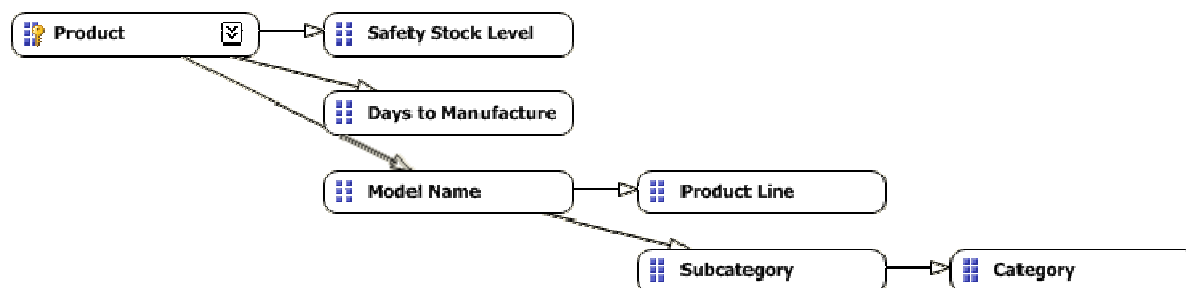 Product
Safety Stock Level
Days to Manufacture
Model Name
Product Line
Subcategory
Category